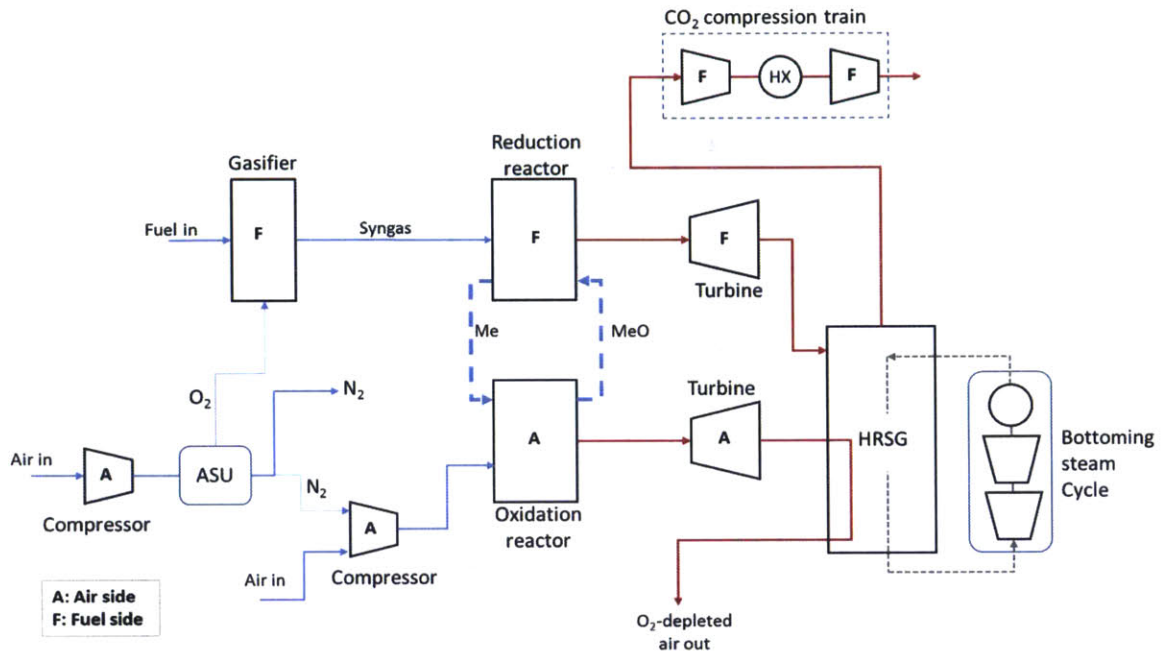 CO₂ compression train
F
HX
F
Reduction
reactor
Gasifier
Fuel in
F
Syngas
F
F
Turbine
Me
MeO
O₂
N₂
Turbine
Air in
A
ASU
N₂
A
A
HRSG
Bottoming
steam
Cycle
Compressor
A
Oxidation
reactor
Air in
Compressor
A: Air side
F: Fuel side
O₂-depleted
air out